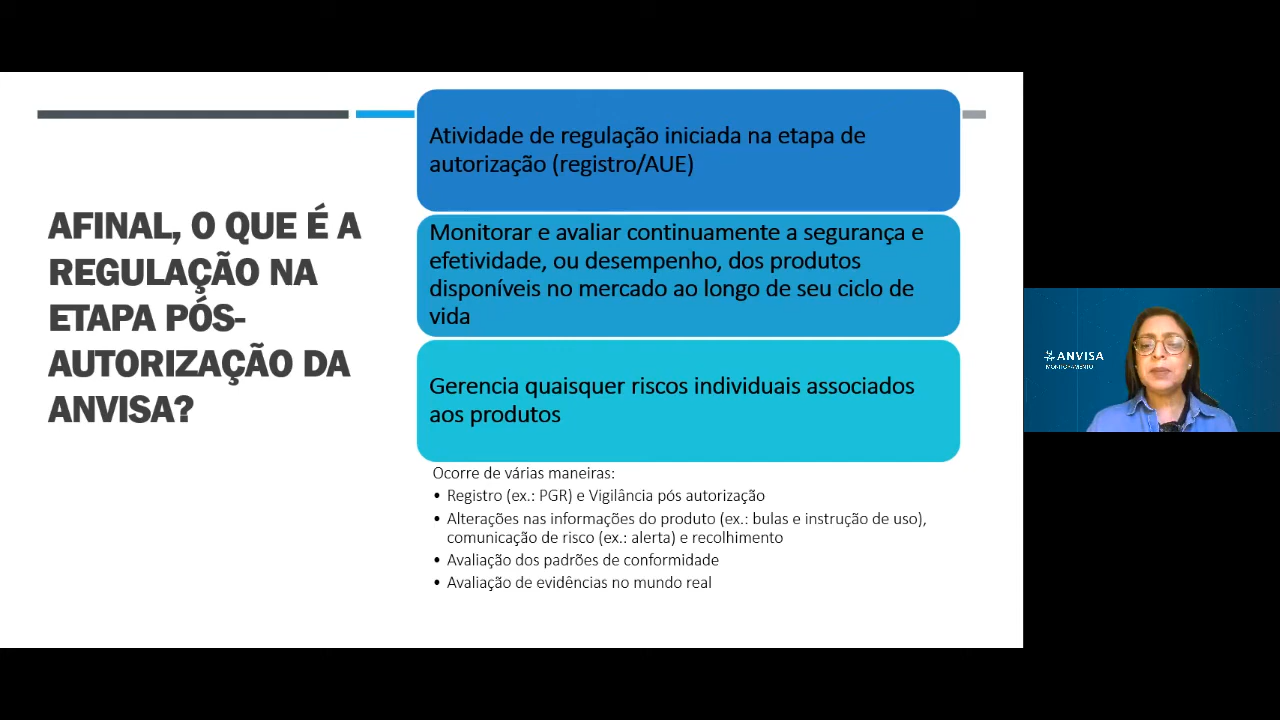 AFINAL, O QUE É A
REGULAÇÃO NA
ETAPA PÓS-
AUTORIZAÇÃO DA
ANVISA?
Atividade de regulação iniciada na etapa de
autorização (registro/AUE)
Monitorar e avaliar continuamente a segurança e
efetividade, ou desempenho, dos produtos
disponíveis no mercado ao longo de seu ciclo de
vida
Gerencia quaisquer riscos individuais associados
aos produtos
Ocorre de várias maneiras:
• Registro (ex.: PGR) e Vigilância pós autorização
• Alterações nas informações do produto (ex.: bulas e instrução de uso),
comunicação de risco (ex.: alerta) e recolhimento
• Avaliação dos padrões de conformidade
• Avaliação de evidências no mundo real
ANVISA
MONITORAMENTO